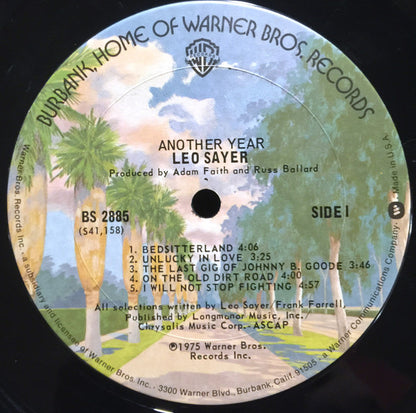 BURBANK, HOME OF WARNER BROS. RECORDS
ANOTHER YEAR
LEO SAYER
Produced by Adam Faith and Russ Ballard
BS 2885
(S41,158)
SIDE 1
1. BEDSITTERLAND 4:06
2. UNLUCKY IN LOVE 3:25
3. THE LAST GIG OF JOHNNY B. GOODE 3:46
4. ON THE OLD DIRT ROAD 4:00
5. I WILL NOT STOP FIGHTING 4:57
All selections written by Leo Sayer/Frank Farrell,
Published by Longmanor Music, Inc./
Chrysalis Music Corp.-ASCAP
℗1975 Warner Bros.
Records Inc.
Warner Bros. Records Inc., a subsidiary and licensee of Warner Bros. Inc. · 3300 Warner Blvd., Burbank, Calif. 91505 · a Warner Communications Company · Made in U.S.A.